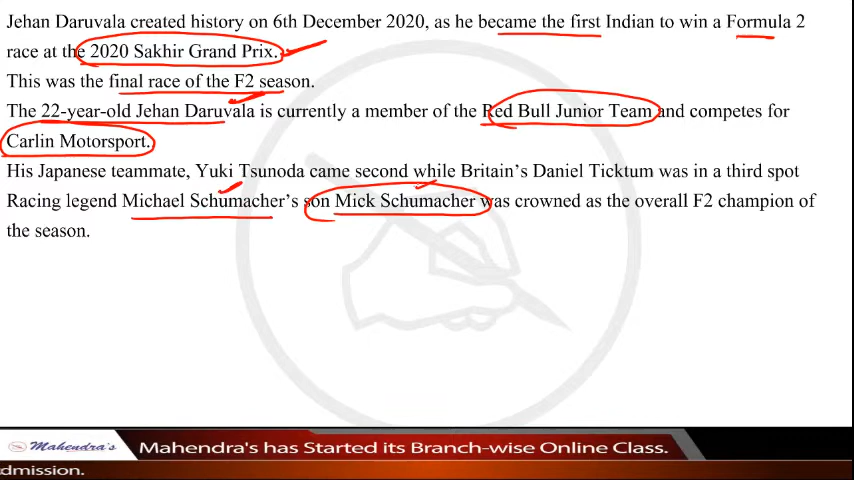 Jehan Daruvala created history on 6th December 2020, as he became the first Indian to win a Formula 2
race at the 2020 Sakhir Grand Prix.
This was the final race of the F2 season.
The 22-year-old Jehan Daruvala is currently a member of the Red Bull Junior Team and competes for
Carlin Motorsport.
His Japanese teammate, Yuki Tsunoda came second while Britain’s Daniel Ticktum was in a third spot
Racing legend Michael Schumacher’s son Mick Schumacher was crowned as the overall F2 champion of
the season.
Mahendra's
Mahendra's has Started its Branch-wise Online Class.
dmission.